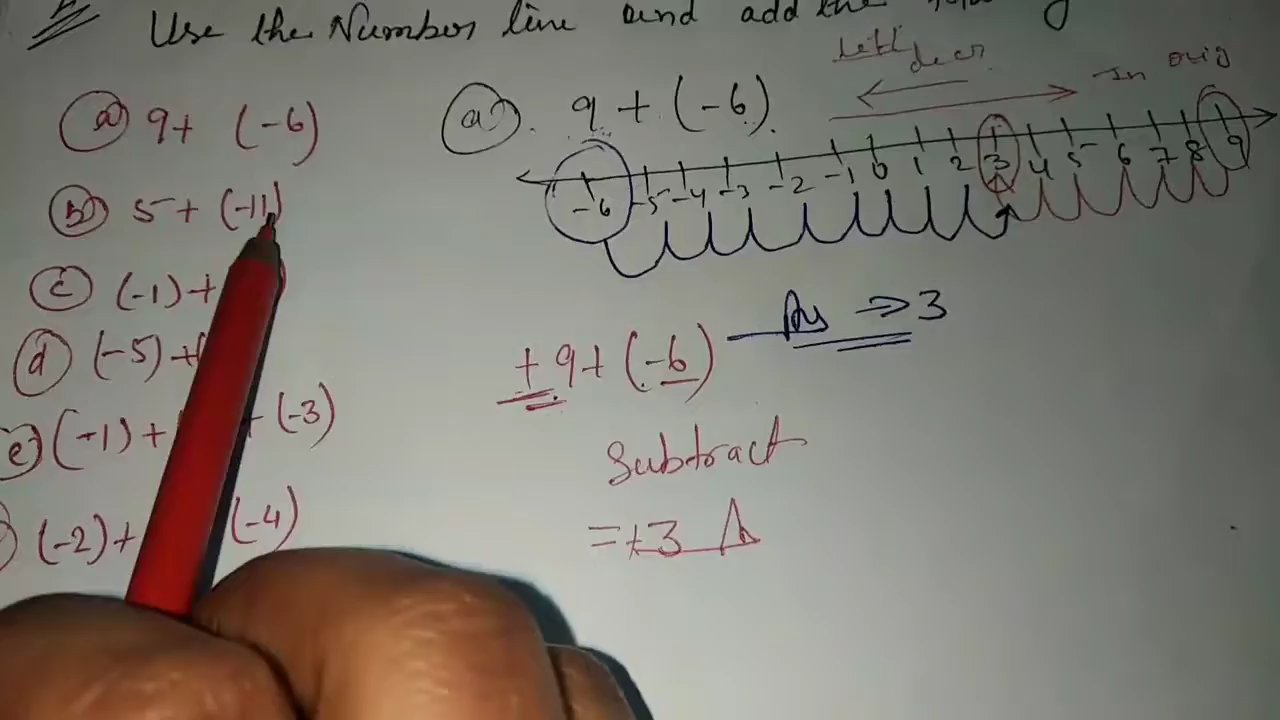 Use the Number line and add the
(a) 9 + (-6)
(b) 5 + (-11)
(c) (-1) +
(d) (-5) +
(e) (-1) + + (-3)
(-2) + (-4)
(a). 9 + (-6).
left decr
In
-6 -5 -4 -3 -2 -1 0 1 2 3 4 5 6 7 8 9
+9 + (-6)
Ans ⇒ 3
Subtract
= +3 A